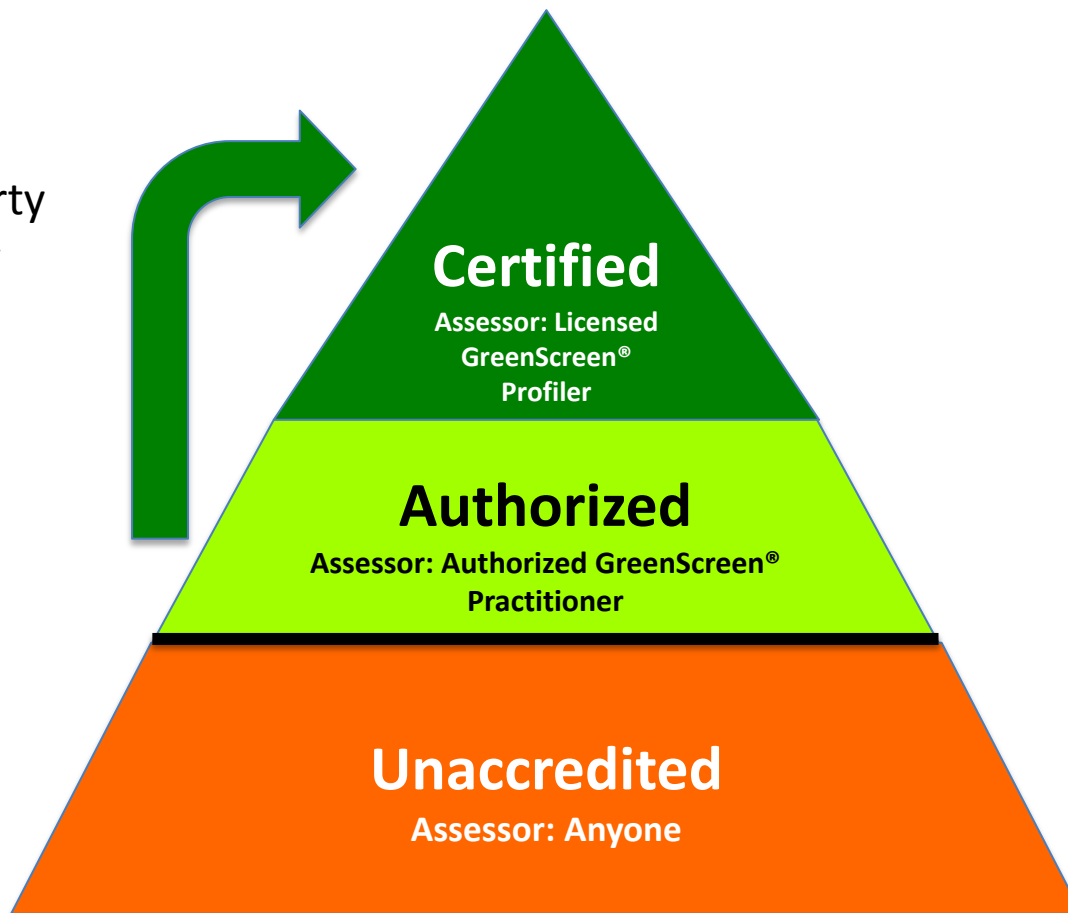 Certified
Assessor: Licensed
GreenScreen®
Profiler
Authorized
Assessor: Authorized GreenScreen®
Practitioner
Unaccredited
Assessor: Anyone